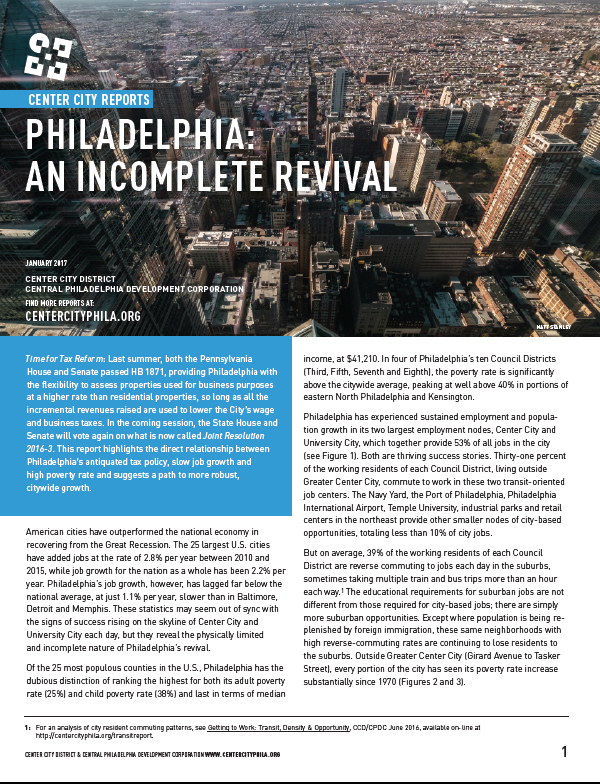 CENTER CITY REPORTS
PHILADELPHIA:
AN INCOMPLETE REVIVAL
JANUARY 2017
CENTER CITY DISTRICT
CENTRAL PHILADELPHIA DEVELOPMENT CORPORATION
FIND MORE REPORTS AT:
CENTERCITYPHILA.ORG
MATT STANLEY
Time for Tax Reform: Last summer, both the Pennsylvania
House and Senate passed HB 1871, providing Philadelphia with
the flexibility to assess properties used for business purposes
at a higher rate than residential properties, so long as all the
incremental revenues raised are used to lower the City's wage
and business taxes. In the coming session, the State House and
Senate will vote again on what is now called Joint Resolution
2016-3. This report highlights the direct relationship between
Philadelphia's antiquated tax policy, slow job growth and
high poverty rate and suggests a path to more robust,
citywide growth.
American cities have outperformed the national economy in
recovering from the Great Recession. The 25 largest U.S. cities
have added jobs at the rate of 2.8% per year between 2010 and
2015, while job growth for the nation as a whole has been 2.2% per
year. Philadelphia's job growth, however, has lagged far below the
national average, at just 1.1% per year, slower than in Baltimore,
Detroit and Memphis. These statistics may seem out of sync with
the signs of success rising on the skyline of Center City and
University City each day, but they reveal the physically limited
and incomplete nature of Philadelphia's revival.
Of the 25 most populous counties in the U.S., Philadelphia has the
dubious distinction of ranking the highest for both its adult poverty
rate (25%) and child poverty rate (38%) and last in terms of median
income, at $41,210. In four of Philadelphia's ten Council Districts
(Third, Fifth, Seventh and Eighth), the poverty rate is significantly
above the citywide average, peaking at well above 40% in portions of
eastern North Philadelphia and Kensington.
Philadelphia has experienced sustained employment and popula-
tion growth in its two largest employment nodes, Center City and
University City, which together provide 53% of all jobs in the city
(see Figure 1). Both are thriving success stories. Thirty-one percent
of the working residents of each Council District, living outside
Greater Center City, commute to work in these two transit-oriented
job centers. The Navy Yard, the Port of Philadelphia, Philadelphia
International Airport, Temple University, industrial parks and retail
centers in the northeast provide other smaller nodes of city-based
opportunities, totaling less than 10% of city jobs.
But on average, 39% of the working residents of each Council
District are reverse commuting to jobs each day in the suburbs,
sometimes taking multiple train and bus trips more than an hour
each way.¹ The educational requirements for suburban jobs are not
different from those required for city-based jobs; there are simply
more suburban opportunities. Except where population is being re-
plenished by foreign immigration, these same neighborhoods with
high reverse-commuting rates are continuing to lose residents to
the suburbs. Outside Greater Center City (Girard Avenue to Tasker
Street), every portion of the city has seen its poverty rate increase
substantially since 1970 (Figures 2 and 3).
1: For an analysis of city resident commuting patterns, see Getting to Work: Transit, Density & Opportunity, CCD/CPDC June 2016, available on-line at
http://centercityphila.org/transitreport.
CENTER CITY DISTRICT & CENTRAL PHILADELPHIA DEVELOPMENT CORPORATION WWW.CENTERCITYPHILA.ORG
1